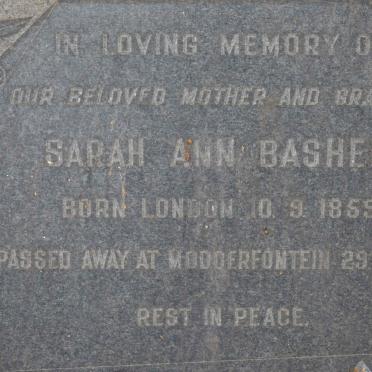 IN LOVING MEMORY O
OUR BELOVED MOTHER AND GRA
SARAH ANN BASHE
BORN LONDON 10.9.1859
PASSED AWAY AT MODDERFONTEIN 29
REST IN PEACE.